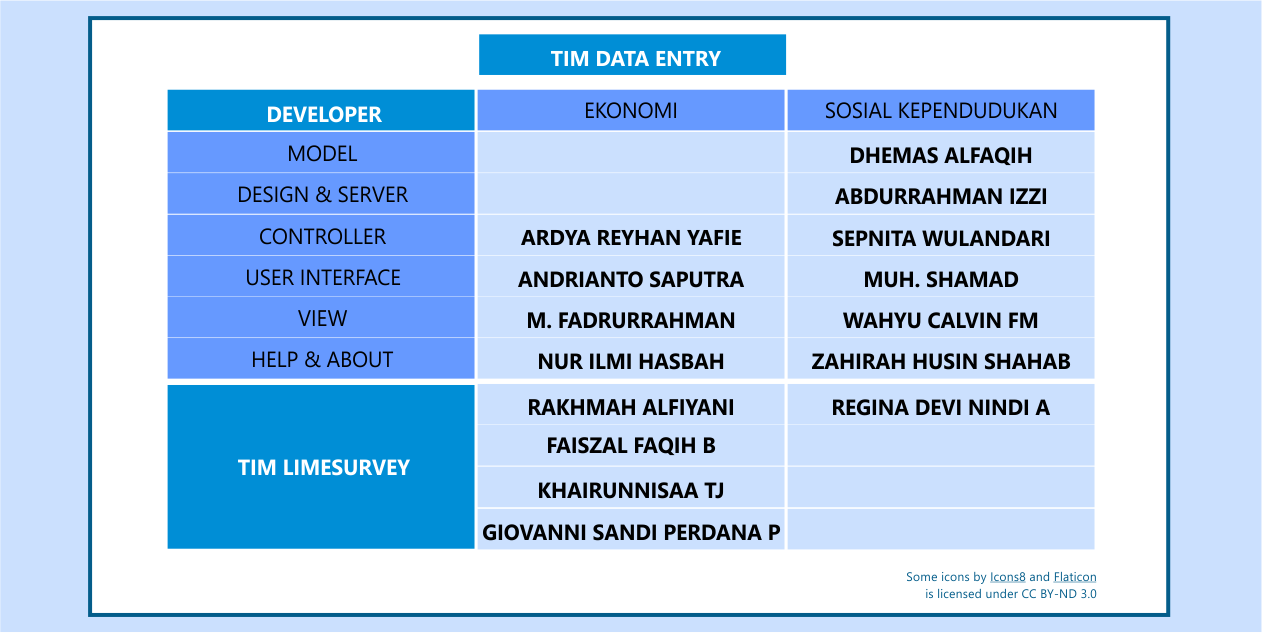 TIM DATA ENTRY
DEVELOPER EKONOMI SOSIAL KEPENDUDUKAN
MODEL DHEMAS ALFAQIH
DESIGN & SERVER ABDURRAHMAN IZZI
CONTROLLER ARDYA REYHAN YAFIE SEPNITA WULANDARI
USER INTERFACE ANDRIANTO SAPUTRA MUH. SHAMAD
VIEW M. FADRURRAHMAN WAHYU CALVIN FM
HELP & ABOUT NUR ILMI HASBAH ZAHIRAH HUSIN SHAHAB
RAKHMAH ALFIYANI REGINA DEVI NINDI A
FAISZAL FAQIH B
TIM LIMESURVEY
KHAIRUNNISAA TJ
GIOVANNI SANDI PERDANA P
Some icons by Icons8 and Flaticon
is licensed under CC BY-ND 3.0